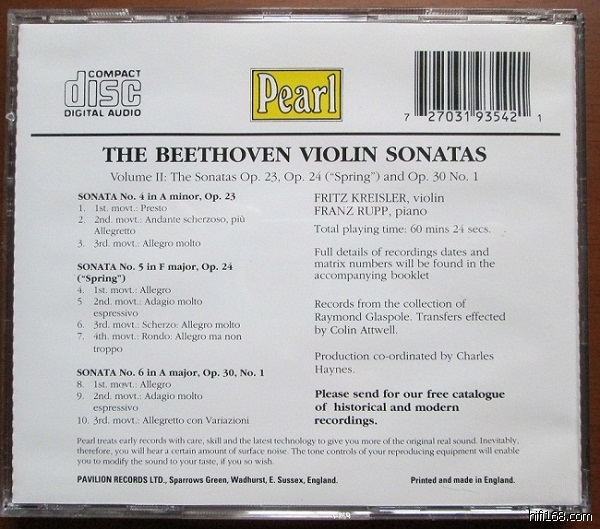 COMPACT
disc
DIGITAL AUDIO
Pearl
7 27031 93542 1
THE BEETHOVEN VIOLIN SONATAS
Volume II: The Sonatas Op. 23, Op. 24 (“Spring”) and Op. 30 No. 1
SONATA No. 4 in A minor, Op. 23
1. 1st. movt.: Presto
2. 2nd. movt.: Andante scherzoso, più
Allegretto
3. 3rd. movt.: Allegro molto
SONATA No. 5 in F major, Op. 24
(“Spring”)
4. 1st. movt.: Allegro
5 2nd. movt.: Adagio molto
espressivo
6. 3rd. movt.: Scherzo: Allegro molto
7. 4th. movt.: Rondo: Allegro ma non
troppo
SONATA No. 6 in A major, Op. 30, No. 1
8. 1st. movt.: Allegro
9. 2nd. movt.: Adagio molto
espressivo
10. 3rd. movt.: Allegretto con Variazioni
FRITZ KREISLER, violin
FRANZ RUPP, piano
Total playing time: 60 mins 24 secs.
Full details of recordings dates and
matrix numbers will be found in the
accompanying booklet
Records from the collection of
Raymond Glaspole. Transfers effected
by Colin Attwell.
Production co-ordinated by Charles
Haynes.
Please send for our free catalogue
of historical and modern
recordings.
Pearl treats early records with care, skill and the latest technology to give you more of the original real sound. Inevitably,
therefore, you will hear a certain amount of surface noise. The tone controls of your reproducing equipment will enable
you to modify the sound to your taste, if you so wish.
PAVILION RECORDS LTD., Sparrows Green, Wadhurst, E. Sussex, England.
Printed and made in England.
hifi168.com